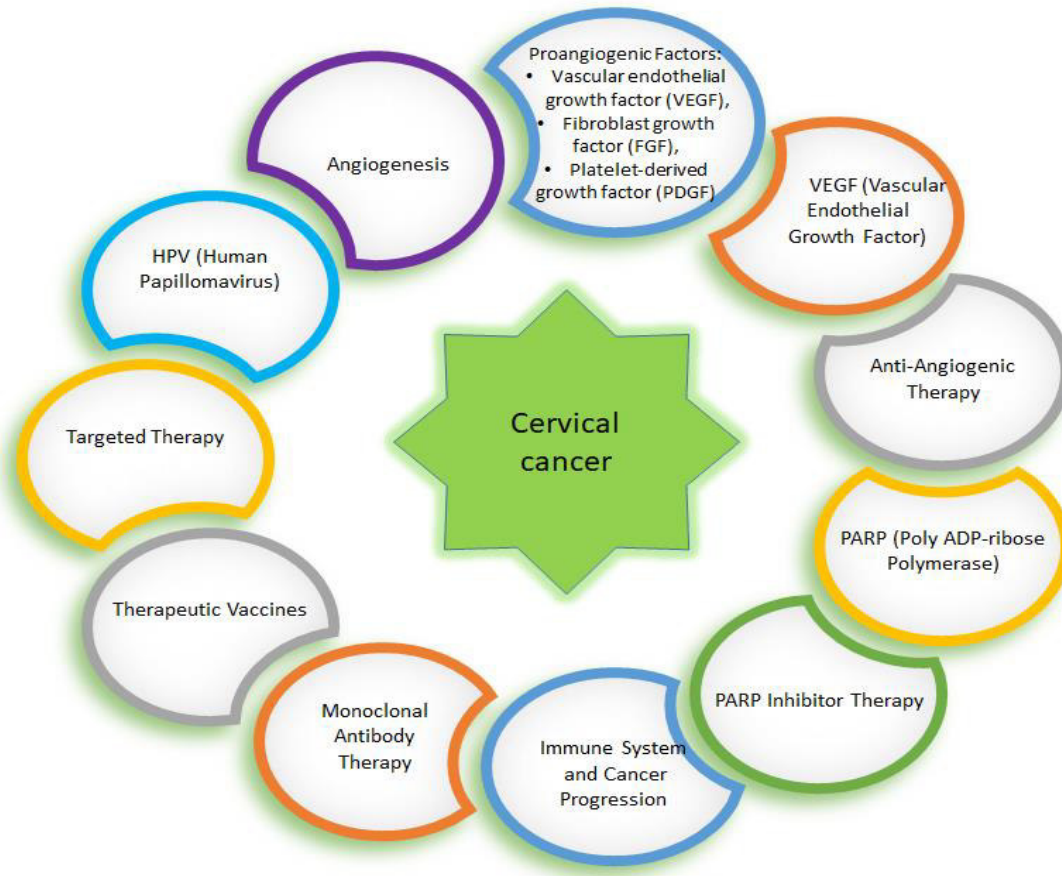 Proangiogenic Factors:
• Vascular endothelial
growth factor (VEGF),
• Fibroblast growth
factor (FGF),
• Platelet-derived
growth factor (PDGF)
VEGF (Vascular
Endothelial
Growth Factor)
Anti-Angiogenic
Therapy
PARP (Poly ADP-ribose
Polymerase)
PARP Inhibitor Therapy
Immune System
and Cancer
Progression
Monoclonal
Antibody
Therapy
Therapeutic Vaccines
Targeted Therapy
HPV (Human
Papillomavirus)
Angiogenesis
Cervical
cancer